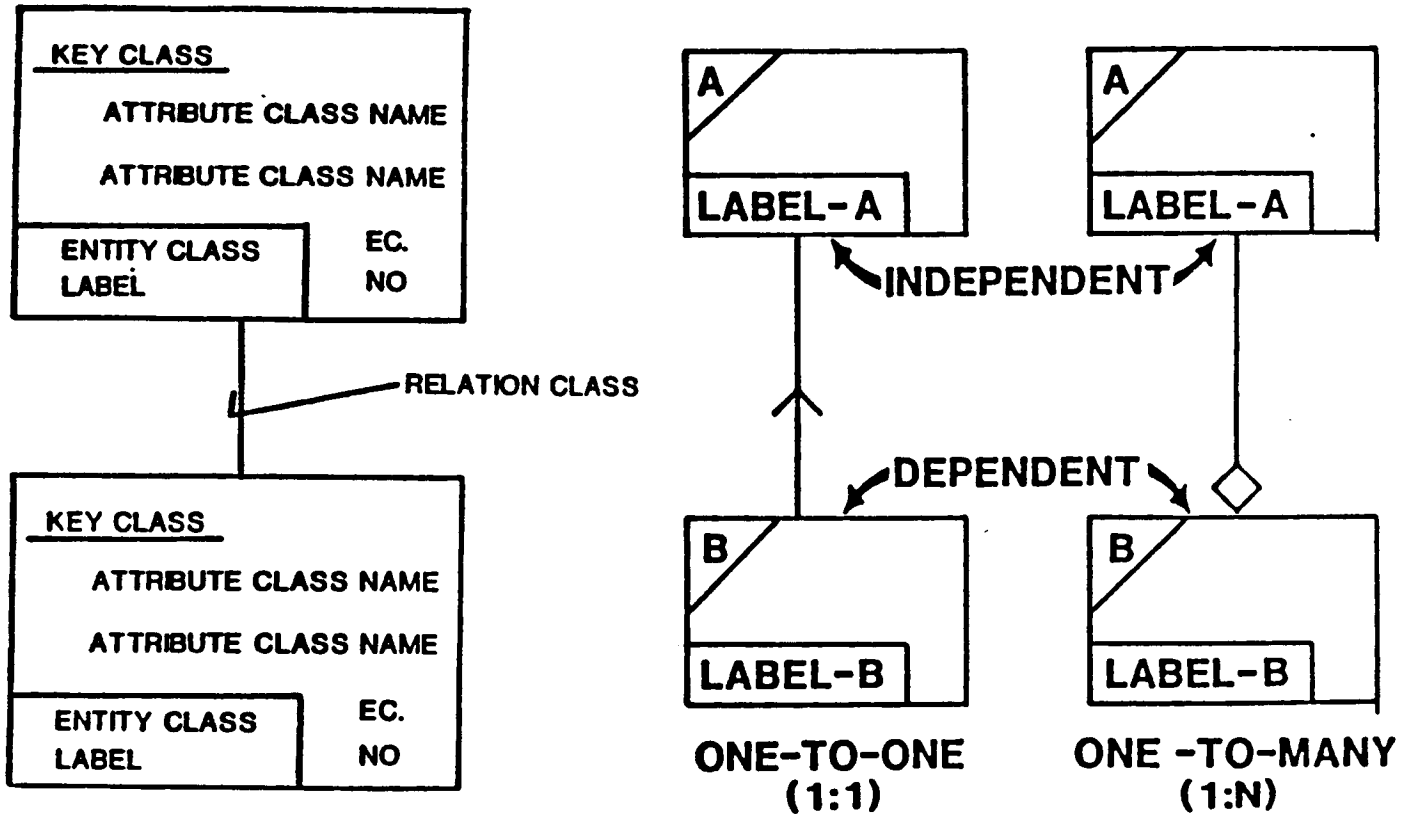 KEY CLASS
ATTRIBUTE CLASS NAME
ATTRIBUTE CLASS NAME
ENTITY CLASS
LABEL
EC.
NO
RELATION CLASS
KEY CLASS
ATTRIBUTE CLASS NAME
ATTRIBUTE CLASS NAME
ENTITY CLASS
LABEL
EC.
NO
A
LABEL-A
A
LABEL-A
INDEPENDENT
DEPENDENT
B
LABEL-B
B
LABEL-B
ONE-TO-ONE
(1:1)
ONE -TO-MANY
(1:N)